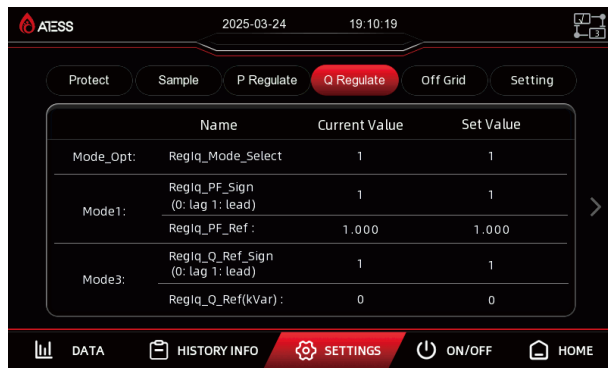 ATESS 2025-03-24 19:10:19
3
Protect Sample P Regulate Q Regulate Off Grid Setting
Name Current Value Set Value
Mode_Opt: RegIq_Mode_Select 1 1
Mode1:
RegIq_PF_Sign
(0: lag 1: lead) 1 1
RegIq_PF_Ref : 1.000 1.000
Mode3:
RegIq_Q_Ref_Sign
(0: lag 1: lead) 1 1
RegIq_Q_Ref(kVar) : 0 0
DATA HISTORY INFO SETTINGS ON/OFF HOME